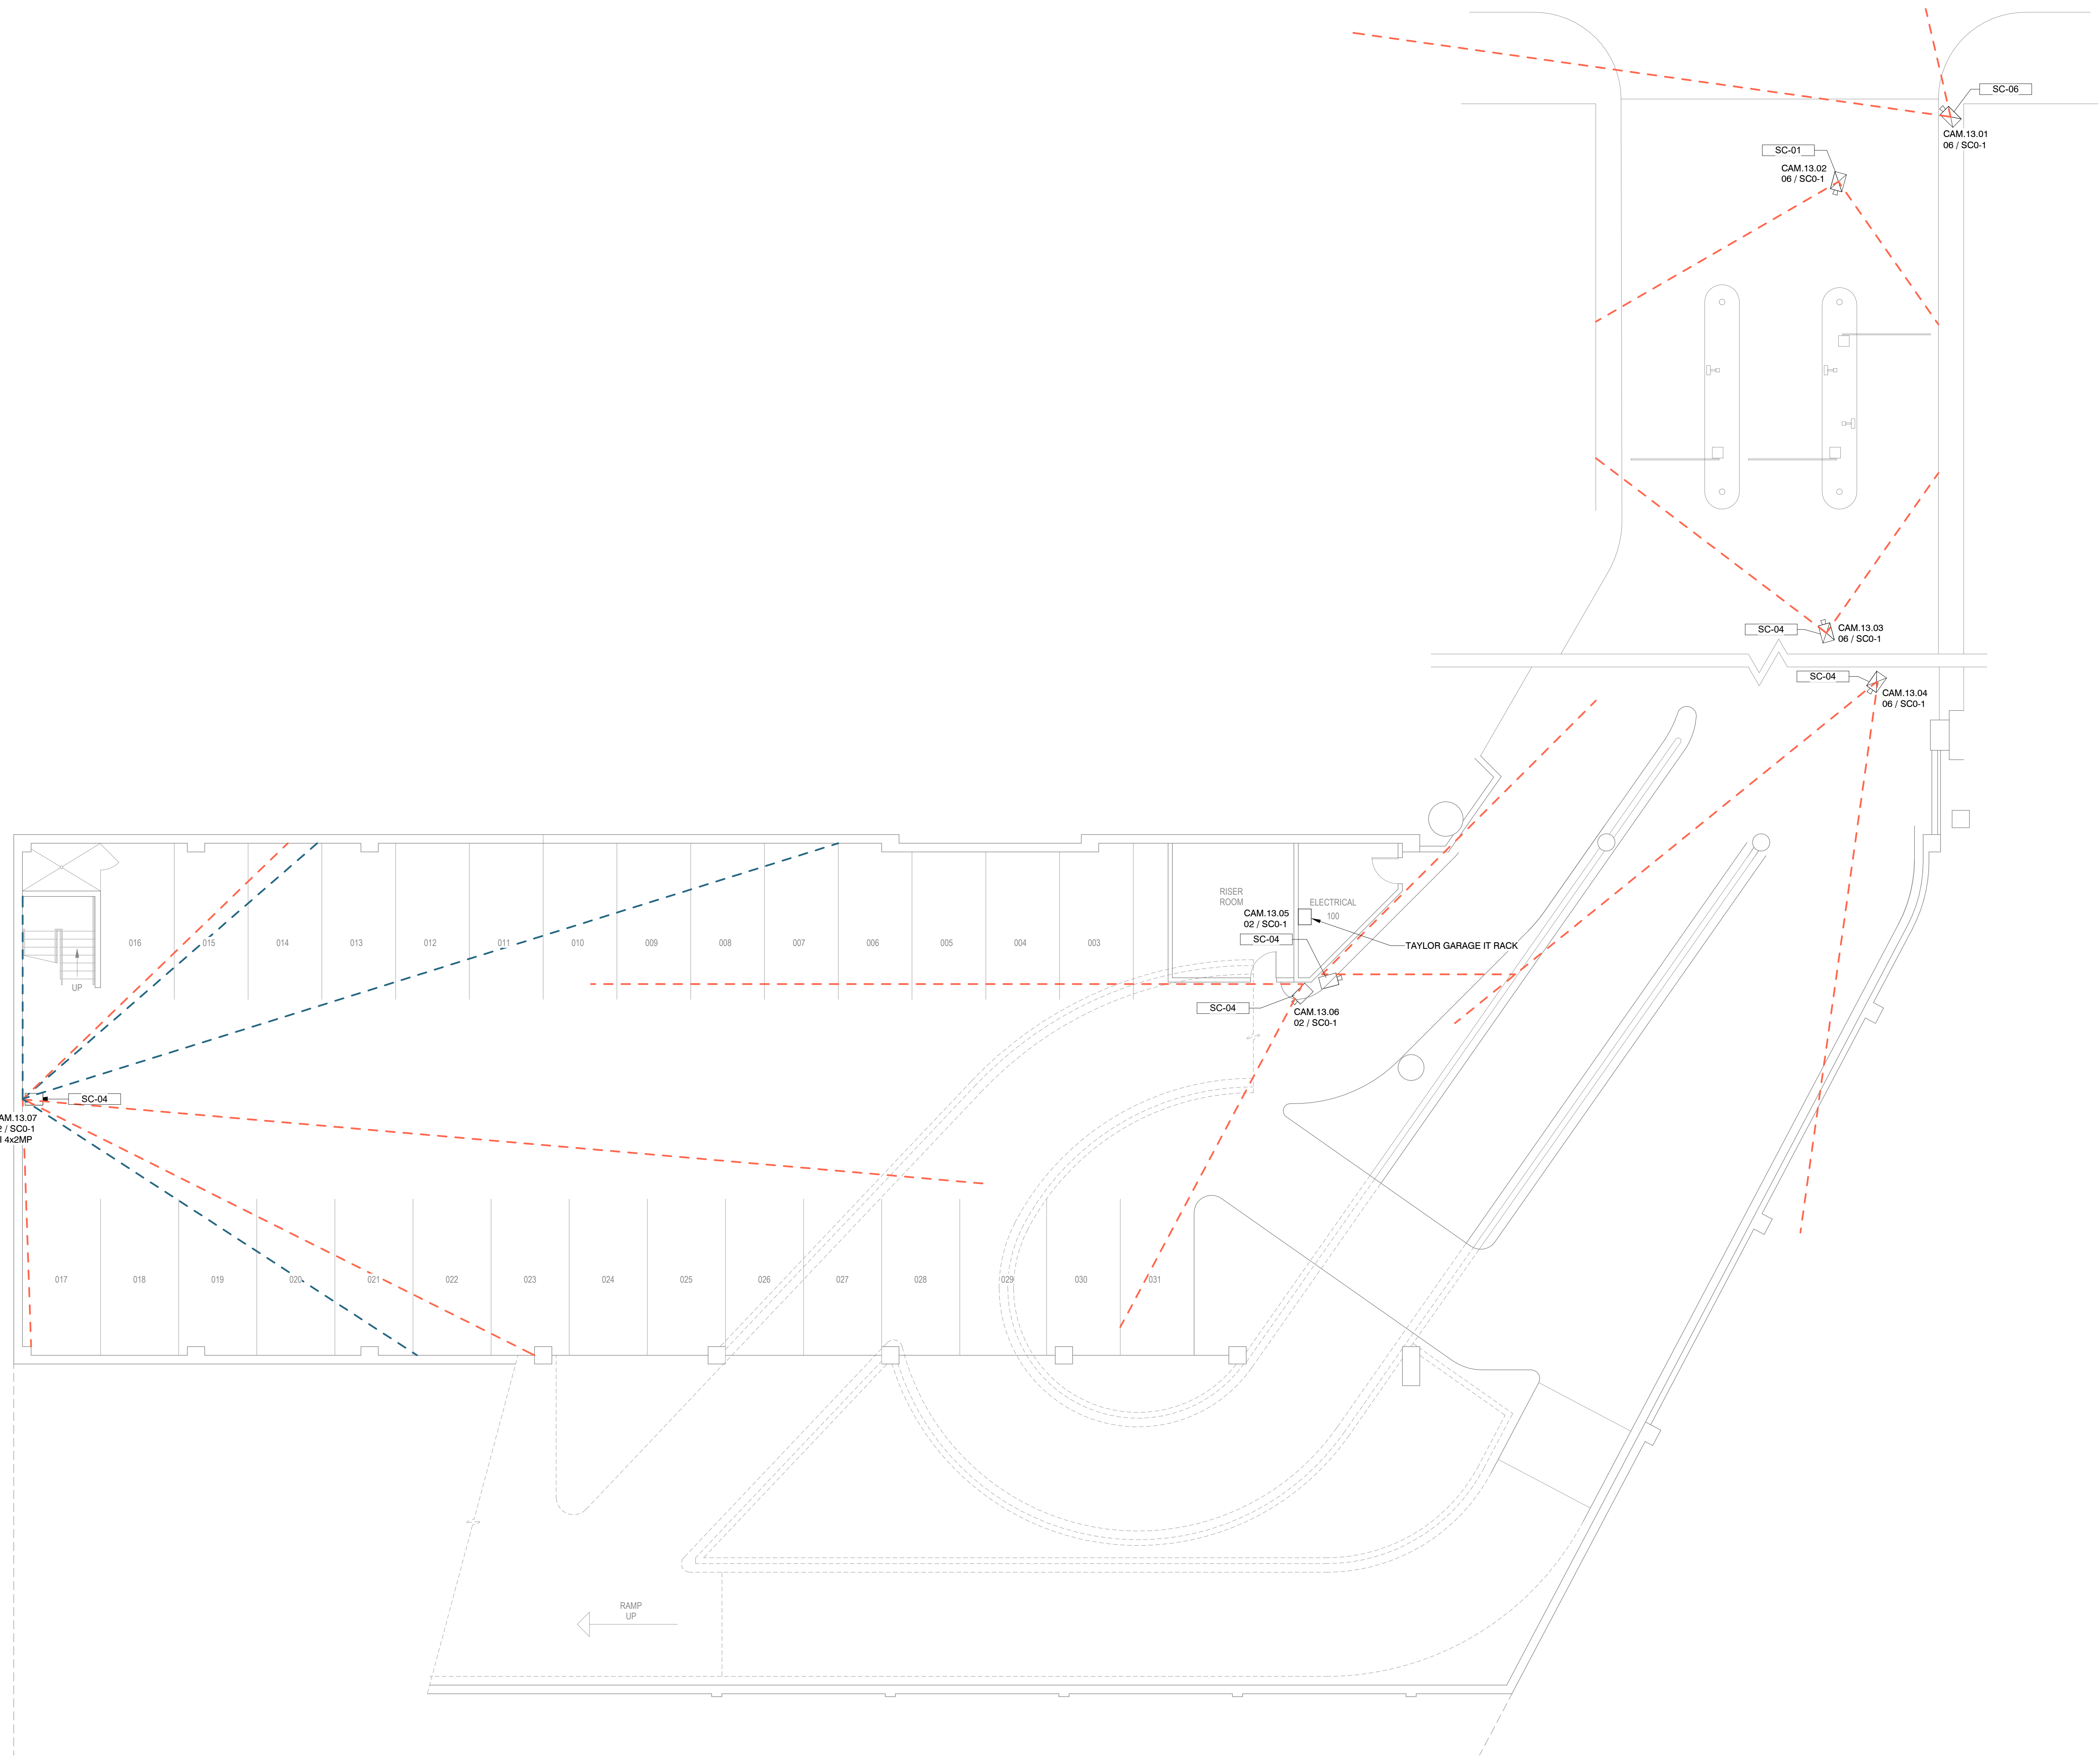 SC-06
CAM.13.01
06 / SC0-1
SC-01
CAM.13.02
06 / SC0-1
SC-04
CAM.13.03
06 / SC0-1
SC-04
CAM.13.04
06 / SC0-1
RISER
ROOM
ELECTRICAL
100
CAM.13.05
02 / SC0-1
SC-04
TAYLOR GARAGE IT RACK
SC-04
CAM.13.06
02 / SC0-1
016
015
014
013
012
011
010
009
008
007
006
005
004
003
UP
SC-04
AM.13.07
2 / SC0-1
4x2MP
017
018
019
020
021
022
023
024
025
026
027
028
029
030
031
RAMP
UP